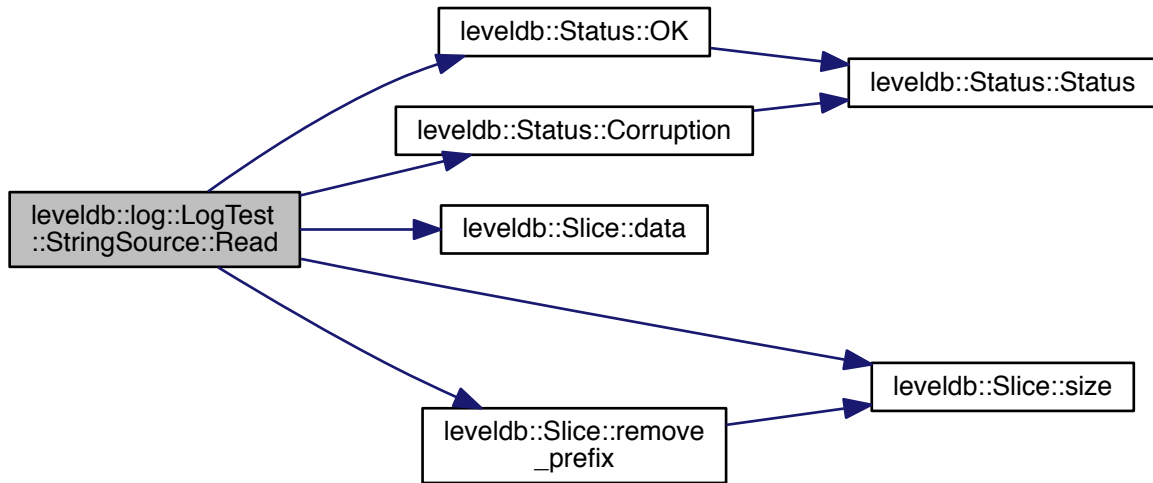 leveldb::Status::OK
leveldb::Status::Status
leveldb::Status::Corruption
leveldb::log::LogTest
::StringSource::Read
leveldb::Slice::data
leveldb::Slice::size
leveldb::Slice::remove
_prefix